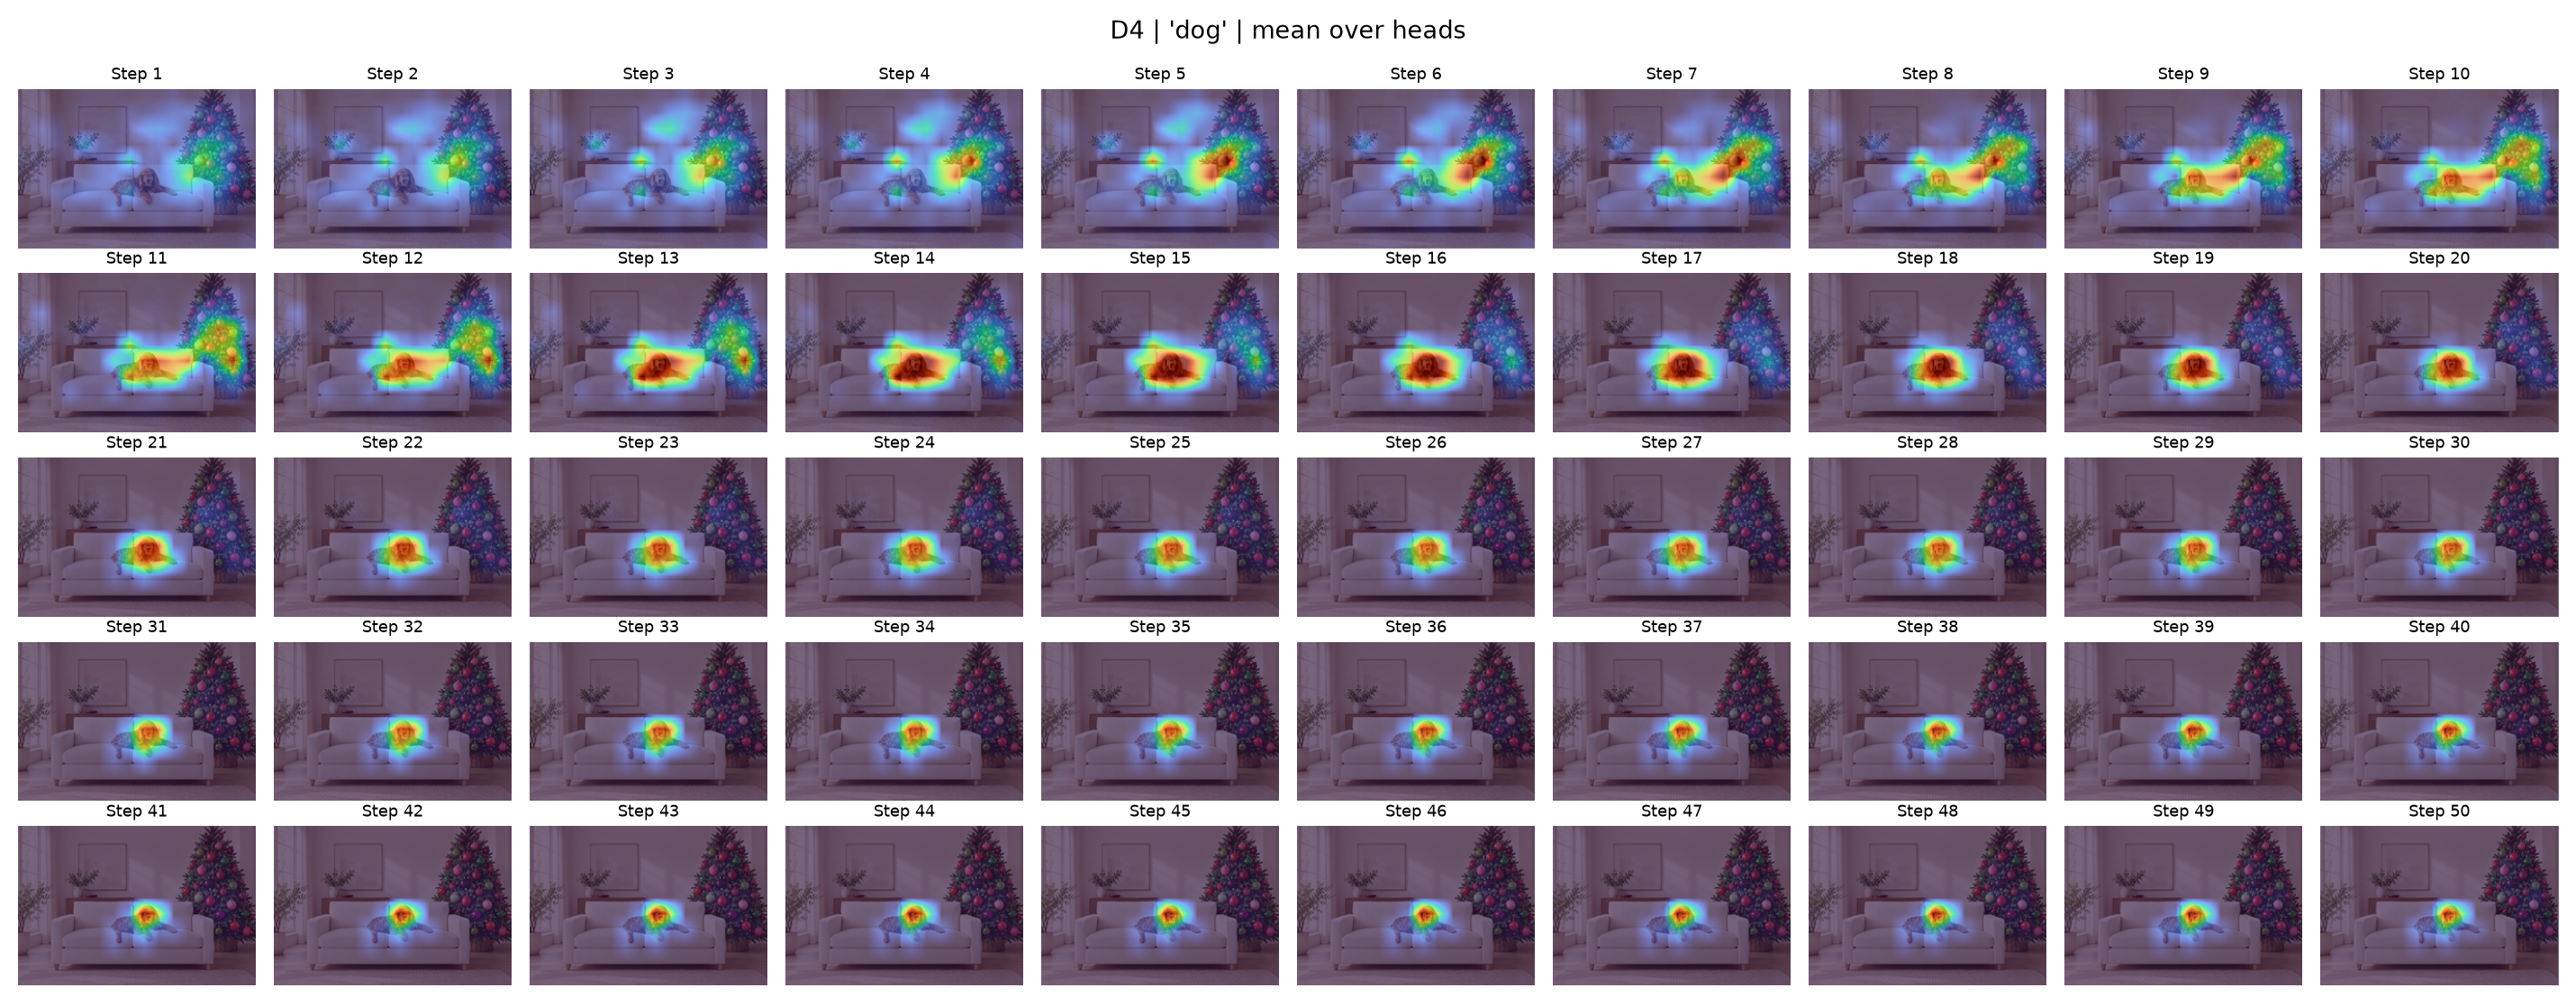 D4 | 'dog' | mean over heads
Step 1 Step 2 Step 3 Step 4 Step 5 Step 6 Step 7 Step 8 Step 9 Step 10
Step 11 Step 12 Step 13 Step 14 Step 15 Step 16 Step 17 Step 18 Step 19 Step 20
Step 21 Step 22 Step 23 Step 24 Step 25 Step 26 Step 27 Step 28 Step 29 Step 30
Step 31 Step 32 Step 33 Step 34 Step 35 Step 36 Step 37 Step 38 Step 39 Step 40
Step 41 Step 42 Step 43 Step 44 Step 45 Step 46 Step 47 Step 48 Step 49 Step 50